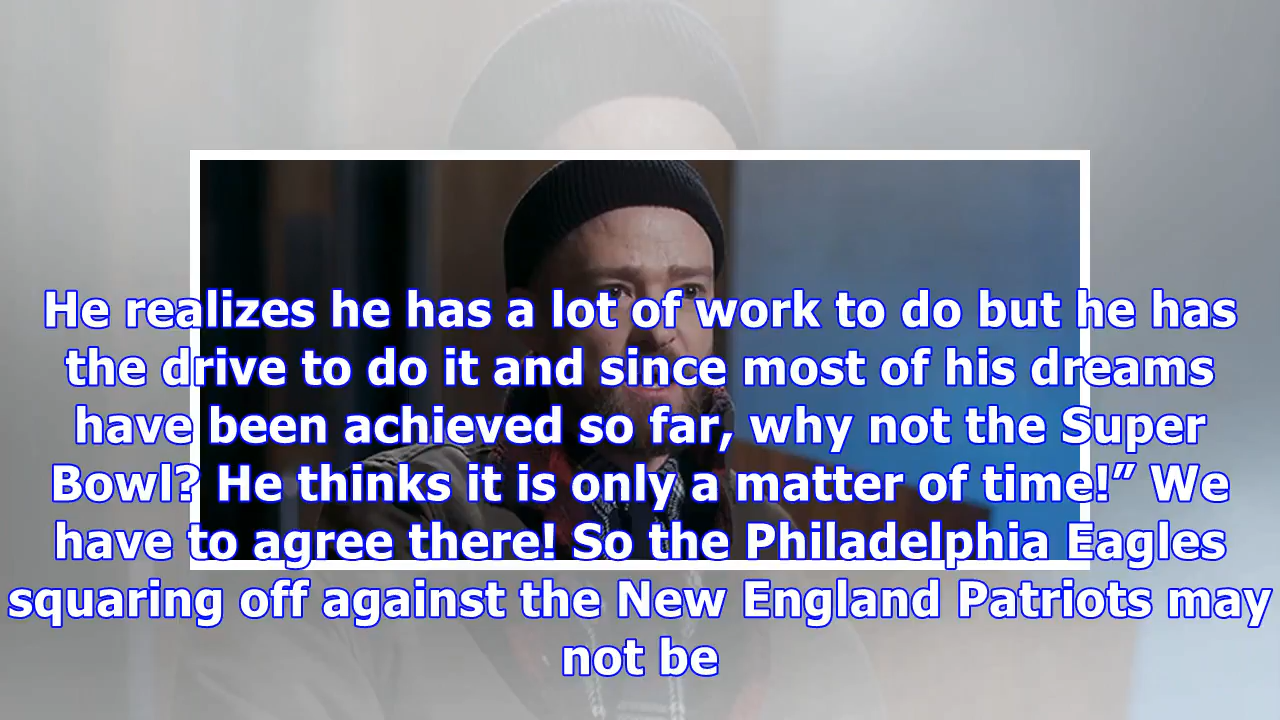 He realizes he has a lot of work to do but he has
the drive to do it and since most of his dreams
have been achieved so far, why not the Super
Bowl? He thinks it is only a matter of time!” We
have to agree there! So the Philadelphia Eagles
squaring off against the New England Patriots may
not be